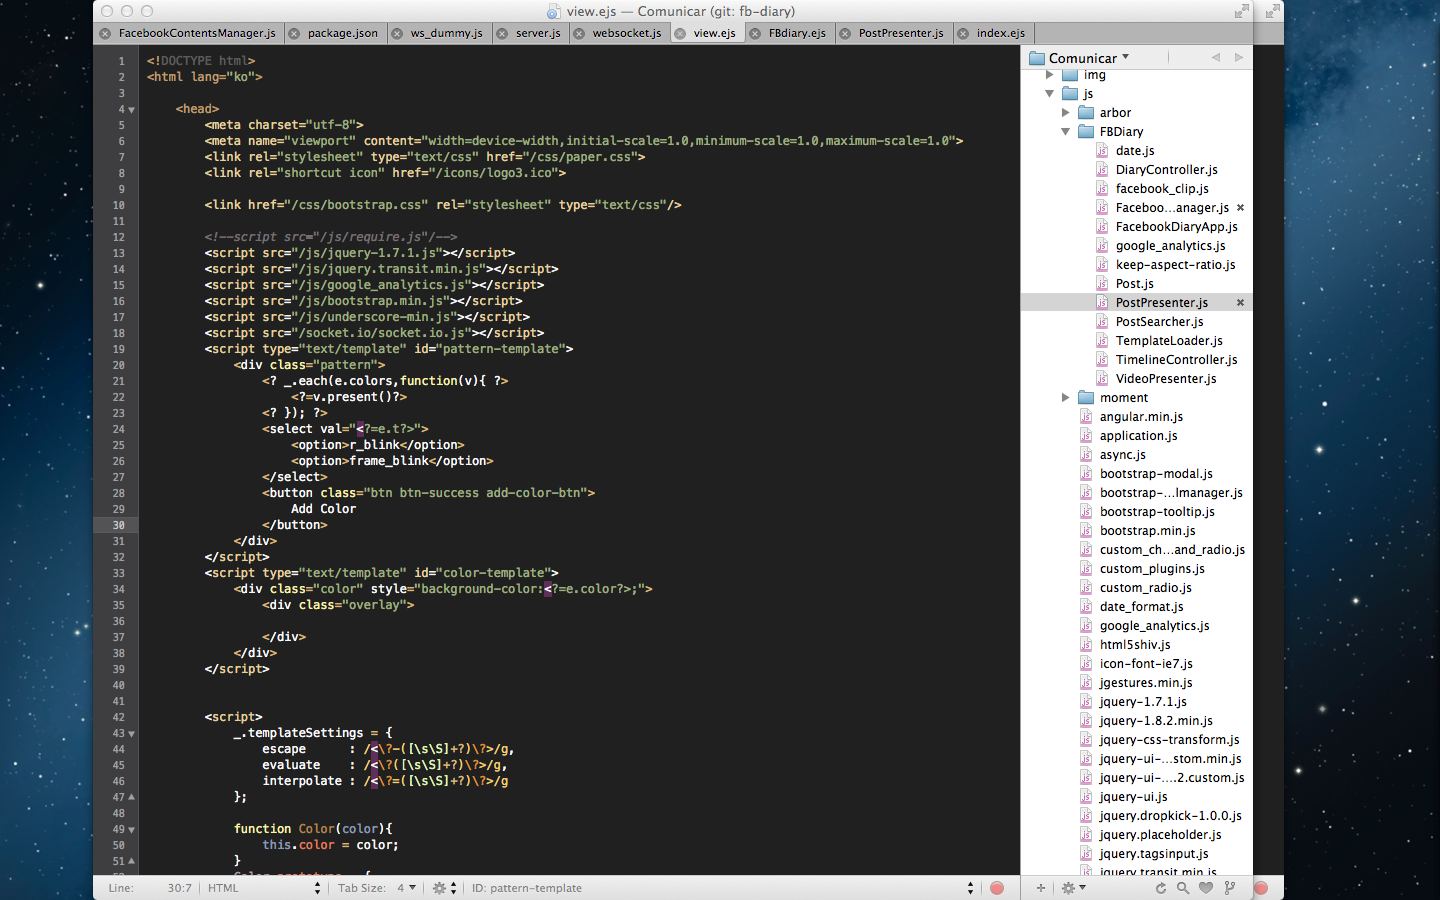 view.ejs — Comunicar (git: fb-diary)
FacebookContentsManager.js package.json ws_dummy.js server.js websocket.js view.ejs FBdiary.ejs PostPresenter.js index.ejs
1 <!DOCTYPE html>
2 <html lang="ko">
3
4 <head>
5 <meta charset="utf-8">
6 <meta name="viewport" content="width=device-width,initial-scale=1.0,minimum-scale=1.0,maximum-scale=1.0">
7 <link rel="stylesheet" type="text/css" href="/css/paper.css">
8 <link rel="shortcut icon" href="/icons/logo3.ico">
9
10 <link href="/css/bootstrap.css" rel="stylesheet" type="text/css"/>
11
12 <!--script src="/js/require.js"/-->
13 <script src="/js/jquery-1.7.1.js"></script>
14 <script src="/js/jquery.transit.min.js"></script>
15 <script src="/js/google_analytics.js"></script>
16 <script src="/js/bootstrap.min.js"></script>
17 <script src="/js/underscore-min.js"></script>
18 <script src="/socket.io/socket.io.js"></script>
19 <script type="text/template" id="pattern-template">
20 <div class="pattern">
21 <? _.each(e.colors,function(v){ ?>
22 <?=v.present()?>
23 <? }); ?>
24 <select val="<?=e.t?>">
25 <option>r_blink</option>
26 <option>frame_blink</option>
27 </select>
28 <button class="btn btn-success add-color-btn">
29 Add Color
30 </button>
31 </div>
32 </script>
33 <script type="text/template" id="color-template">
34 <div class="color" style="background-color:<?=e.color?>;">
35 <div class="overlay">
36
37 </div>
38 </div>
39 </script>
40
41
42 <script>
43 _.templateSettings = {
44 escape : /<\?-([\s\S]+?)\?>/g,
45 evaluate : /<\?([\s\S]+?)\?>/g,
46 interpolate : /<\?=([\s\S]+?)\?>/g
47 };
48
49 function Color(color){
50 this.color = color;
51 }
Line: 30:7 HTML Tab Size: 4 ID: pattern-template
Comunicar
img
js
arbor
FBDiary
date.js
DiaryController.js
facebook_clip.js
Faceboo...anager.js
FacebookDiaryApp.js
google_analytics.js
keep-aspect-ratio.js
Post.js
PostPresenter.js
PostSearcher.js
TemplateLoader.js
TimelineController.js
VideoPresenter.js
moment
angular.min.js
application.js
async.js
bootstrap-modal.js
bootstrap-...lmanager.js
bootstrap-tooltip.js
bootstrap.min.js
custom_ch...and_radio.js
custom_plugins.js
custom_radio.js
date_format.js
google_analytics.js
html5shiv.js
icon-font-ie7.js
jgestures.min.js
jquery-1.7.1.js
jquery-1.8.2.min.js
jquery-css-transform.js
jquery-ui-...stom.min.js
jquery-ui-...2.custom.js
jquery-ui.js
jquery.dropkick-1.0.0.js
jquery.placeholder.js
jquery.tagsinput.js
jquery.transit.min.js